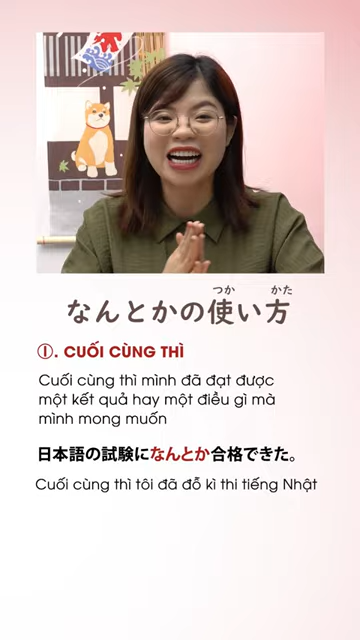 つか かた
なんとかの使い方
①. CUỐI CÙNG THÌ
Cuối cùng thì mình đã đạt được
một kết quả hay một điều gì mà
mình mong muốn
日本語の試験になんとか合格できた。
Cuối cùng thì tôi đã đỗ kì thi tiếng Nhật